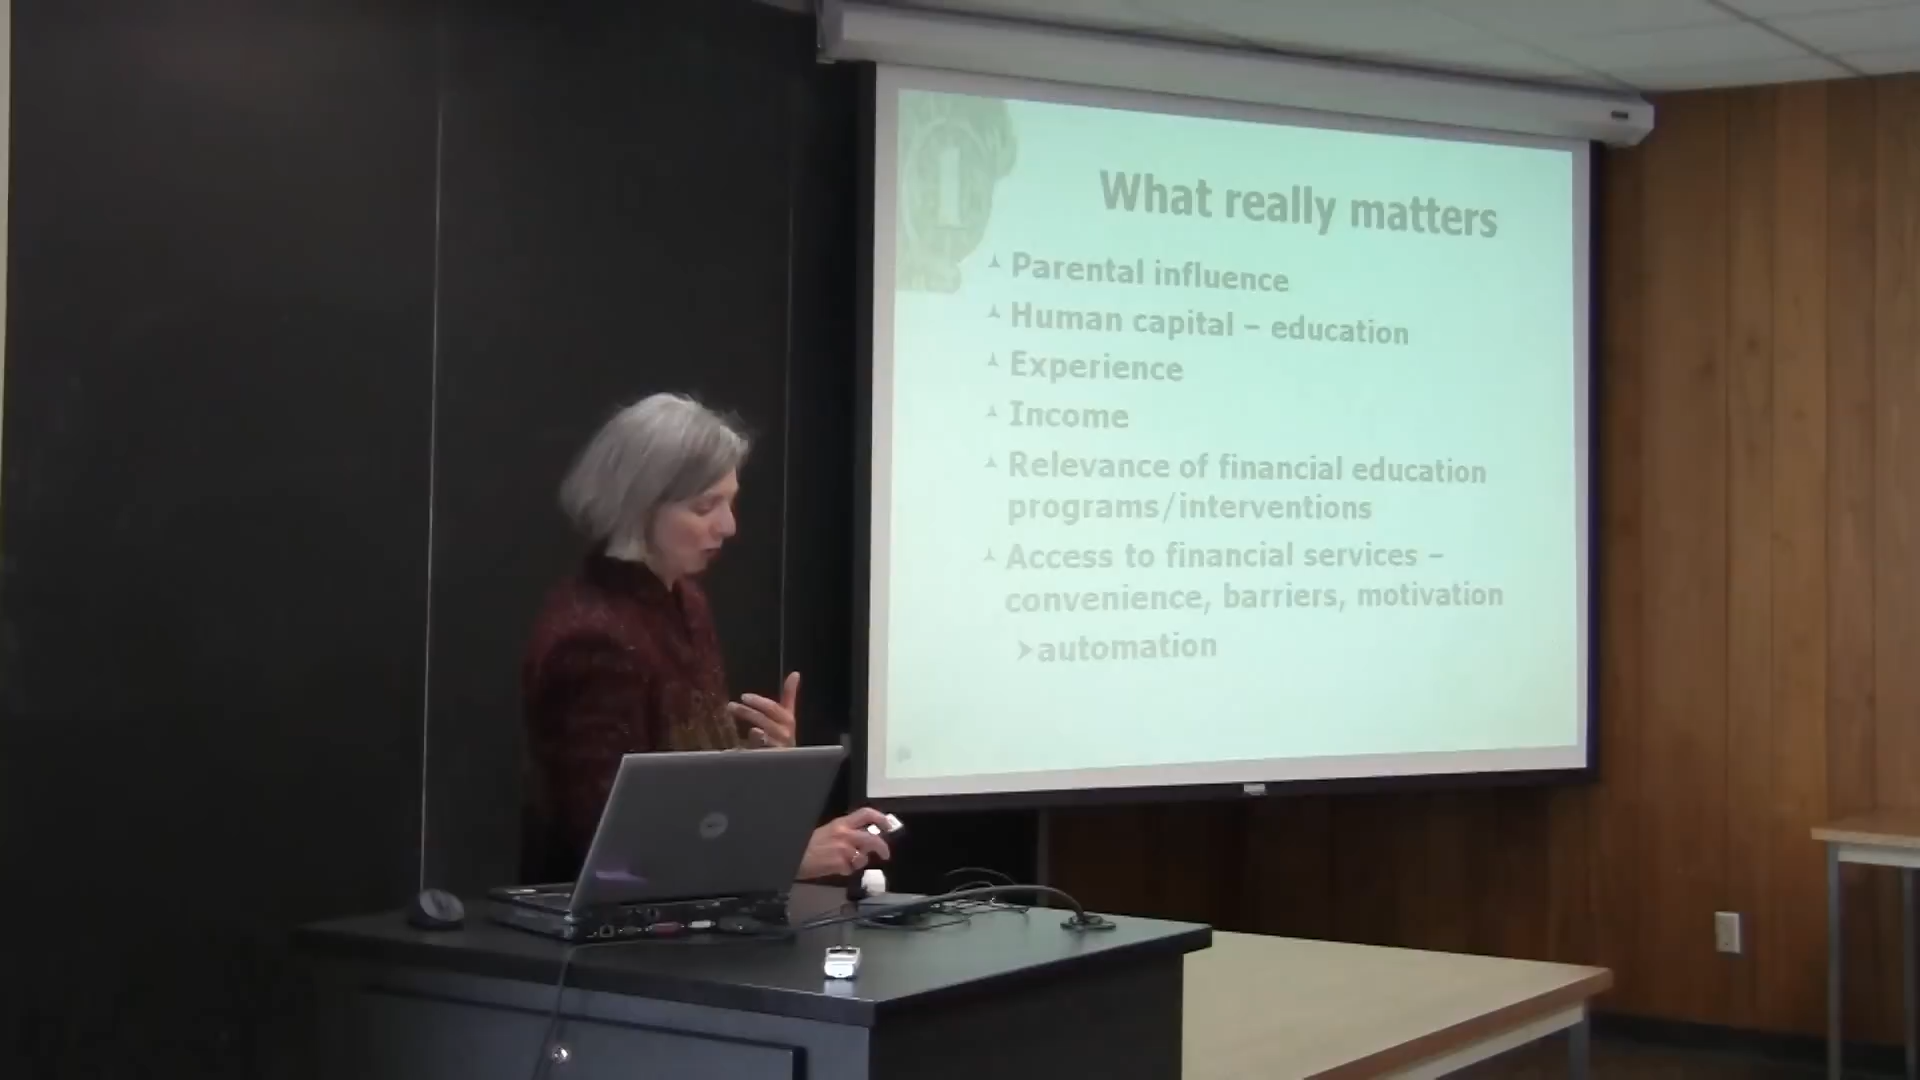 What really matters
Parental influence
Human capital – education
Experience
Income
Relevance of financial education
programs/interventions
Access to financial services –
convenience, barriers, motivation
automation